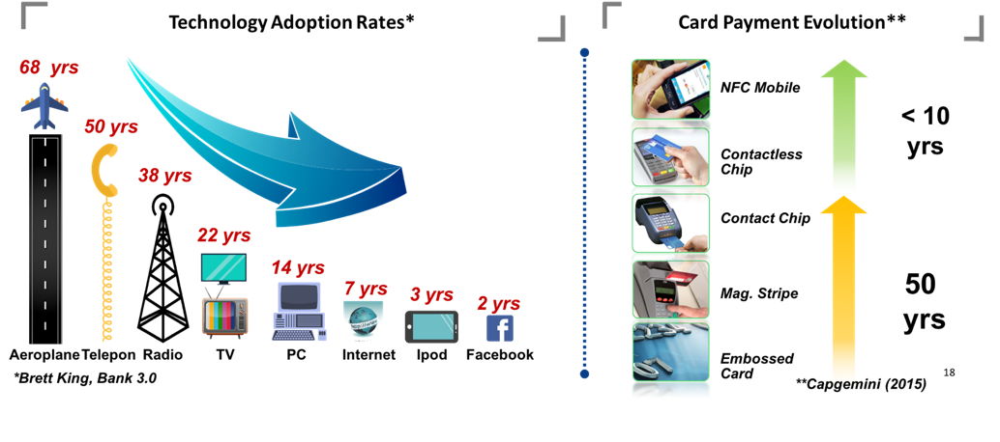 Technology Adoption Rates*
68 yrs
50 yrs
38 yrs
22 yrs
14 yrs
7 yrs
3 yrs
2 yrs
Aeroplane Telepon Radio TV PC Internet Ipod Facebook
*Brett King, Bank 3.0
Card Payment Evolution**
NFC Mobile
Contactless
Chip
Contact Chip
Mag. Stripe
Embossed
Card
< 10
yrs
50
yrs
**Capgemini (2015)
18